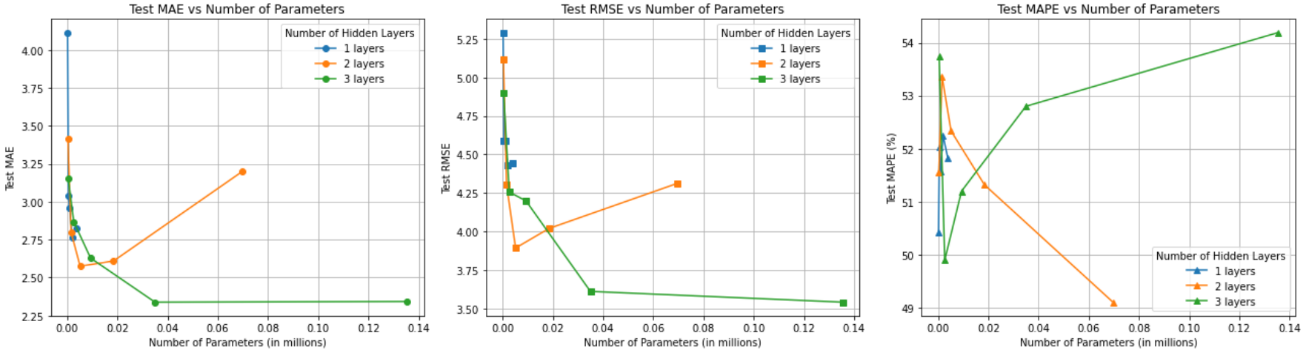 Test MAE vs Number of Parameters
Test MAE
4.00
3.75
3.50
3.25
3.00
2.75
2.50
2.25
0.00 0.02 0.04 0.06 0.08 0.10 0.12 0.14
Number of Parameters (in millions)
Number of Hidden Layers
1 layers
2 layers
3 layers
Test RMSE vs Number of Parameters
Test RMSE
5.25
5.00
4.75
4.50
4.25
4.00
3.75
3.50
0.00 0.02 0.04 0.06 0.08 0.10 0.12 0.14
Number of Parameters (in millions)
Number of Hidden Layers
1 layers
2 layers
3 layers
Test MAPE vs Number of Parameters
Test MAPE (%)
54
53
52
51
50
49
0.00 0.02 0.04 0.06 0.08 0.10 0.12 0.14
Number of Parameters (in millions)
Number of Hidden Layers
1 layers
2 layers
3 layers